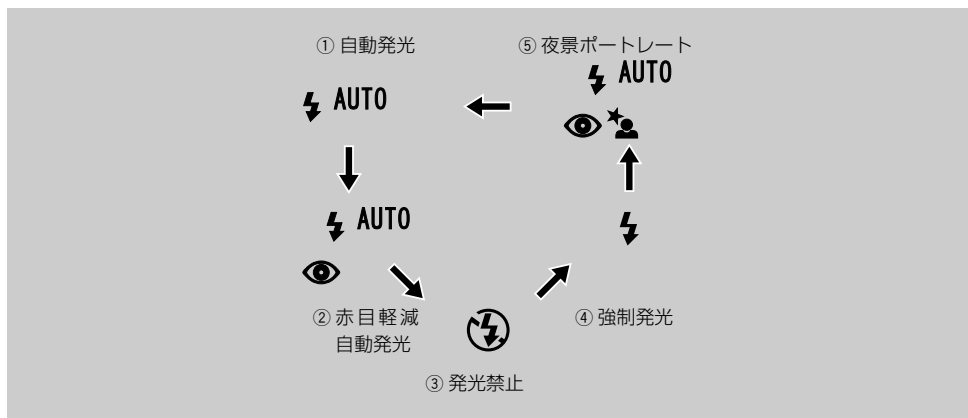 ① 自動発光
AUTO
AUTO
② 赤目軽減
自動発光
③ 発光禁止
④ 強制発光
⑤ 夜景ポートレート
AUTO